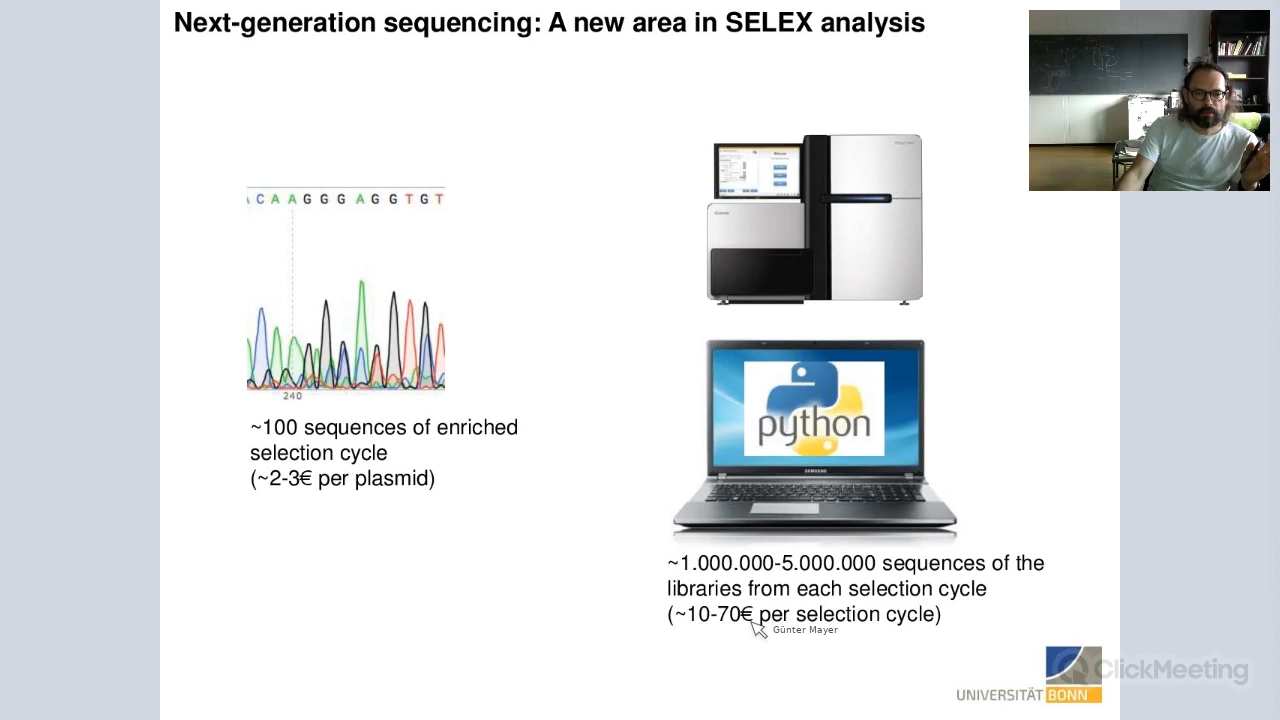 Next-generation sequencing: A new area in SELEX analysis
C A A G G G A G G T G T
240
~100 sequences of enriched
selection cycle
(~2-3€ per plasmid)
python
SAMSUNG
~1.000.000-5.000.000 sequences of the
libraries from each selection cycle
(~10-70€ per selection cycle)
Günter Mayer
ClickMeeting
UNIVERSITÄT BONN